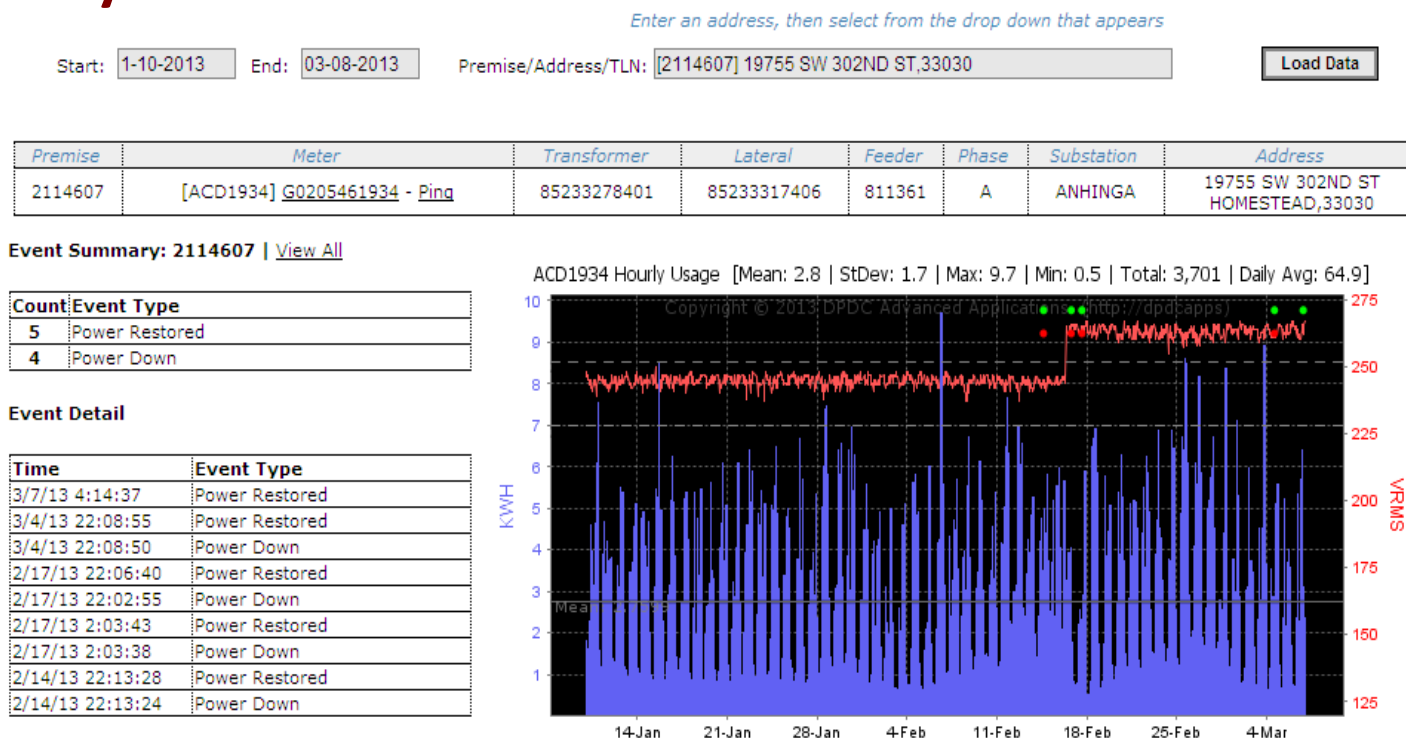 Enter an address, then select from the drop down that appears
Start: 1-10-2013 End: 03-08-2013 Premise/Address/TLN: [2114607] 19755 SW 302ND ST,33030 Load Data
Premise Meter Transformer Lateral Feeder Phase Substation Address
2114607 [ACD1934] G0205461934 - Ping 85233278401 85233317406 811361 A ANHINGA 19755 SW 302ND ST
HOMESTEAD,33030
Event Summary: 2114607 | View All
Count Event Type
5 Power Restored
4 Power Down
Event Detail
Time Event Type
3/7/13 4:14:37 Power Restored
3/4/13 22:08:55 Power Restored
3/4/13 22:08:50 Power Down
2/17/13 22:06:40 Power Restored
2/17/13 22:02:55 Power Down
2/17/13 2:03:43 Power Restored
2/17/13 2:03:38 Power Down
2/14/13 22:13:28 Power Restored
2/14/13 22:13:24 Power Down
ACD1934 Hourly Usage [Mean: 2.8 | StDev: 1.7 | Max: 9.7 | Min: 0.5 | Total: 3,701 | Daily Avg: 64.9]
Copyright © 2013 DPDC Advanced Applications (http://dpdcapps)
10
9
8
7
6
5
4
3
2
1
KWH
275
250
225
200
175
150
125
VRMS
14-Jan 21-Jan 28-Jan 4-Feb 11-Feb 18-Feb 25-Feb 4-Mar